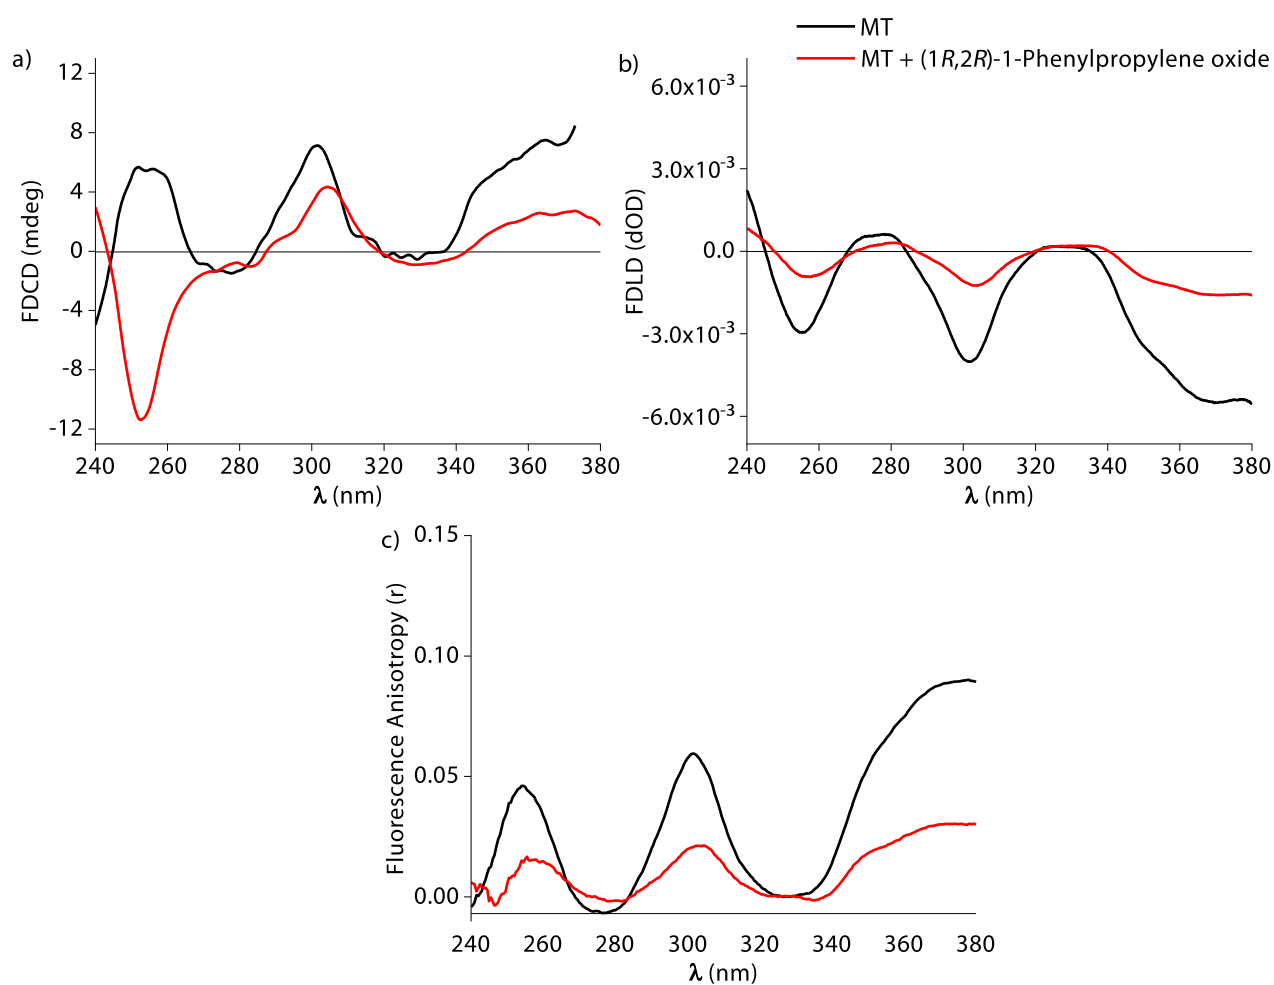 MT
MT + (1R,2R)-1-Phenylpropylene oxide
a)
12
8
4
0
-4
-8
-12
FDCD (mdeg)
240 260 280 300 320 340 360 380
λ (nm)
b)
6.0x10⁻³
3.0x10⁻³
0.0
-3.0x10⁻³
-6.0x10⁻³
FDLD (dOD)
240 260 280 300 320 340 360 380
λ (nm)
c)
0.15
0.10
0.05
0.00
Fluorescence Anisotropy (r)
240 260 280 300 320 340 360 380
λ (nm)